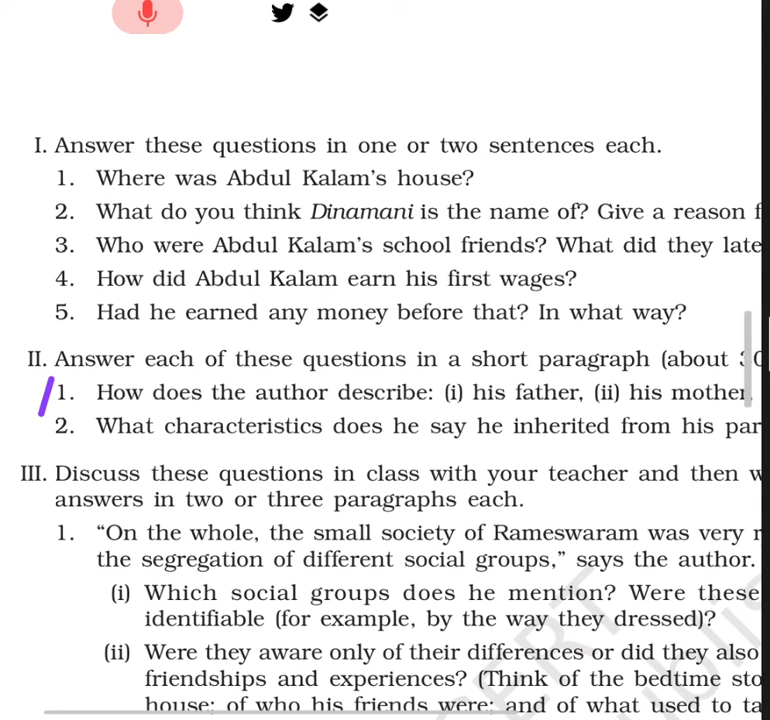 I. Answer these questions in one or two sentences each.
1. Where was Abdul Kalam's house?
2. What do you think Dinamani is the name of? Give a reason
3. Who were Abdul Kalam's school friends? What did they
4. How did Abdul Kalam earn his first wages?
5. Had he earned any money before that? In what way?
II. Answer each of these questions in a short paragraph (about
1. How does the author describe: (i) his father, (ii) his mother,
2. What characteristics does he say he inherited from his
III. Discuss these questions in class with your teacher and then
answers in two or three paragraphs each.
1. “On the whole, the small society of Rameswaram was very
the segregation of different social groups,” says the author.
(i) Which social groups does he mention? Were these
identifiable (for example, by the way they dressed)?
(ii) Were they aware only of their differences or did they also
friendships and experiences? (Think of the bedtime
house; of who his friends were; and of what used to